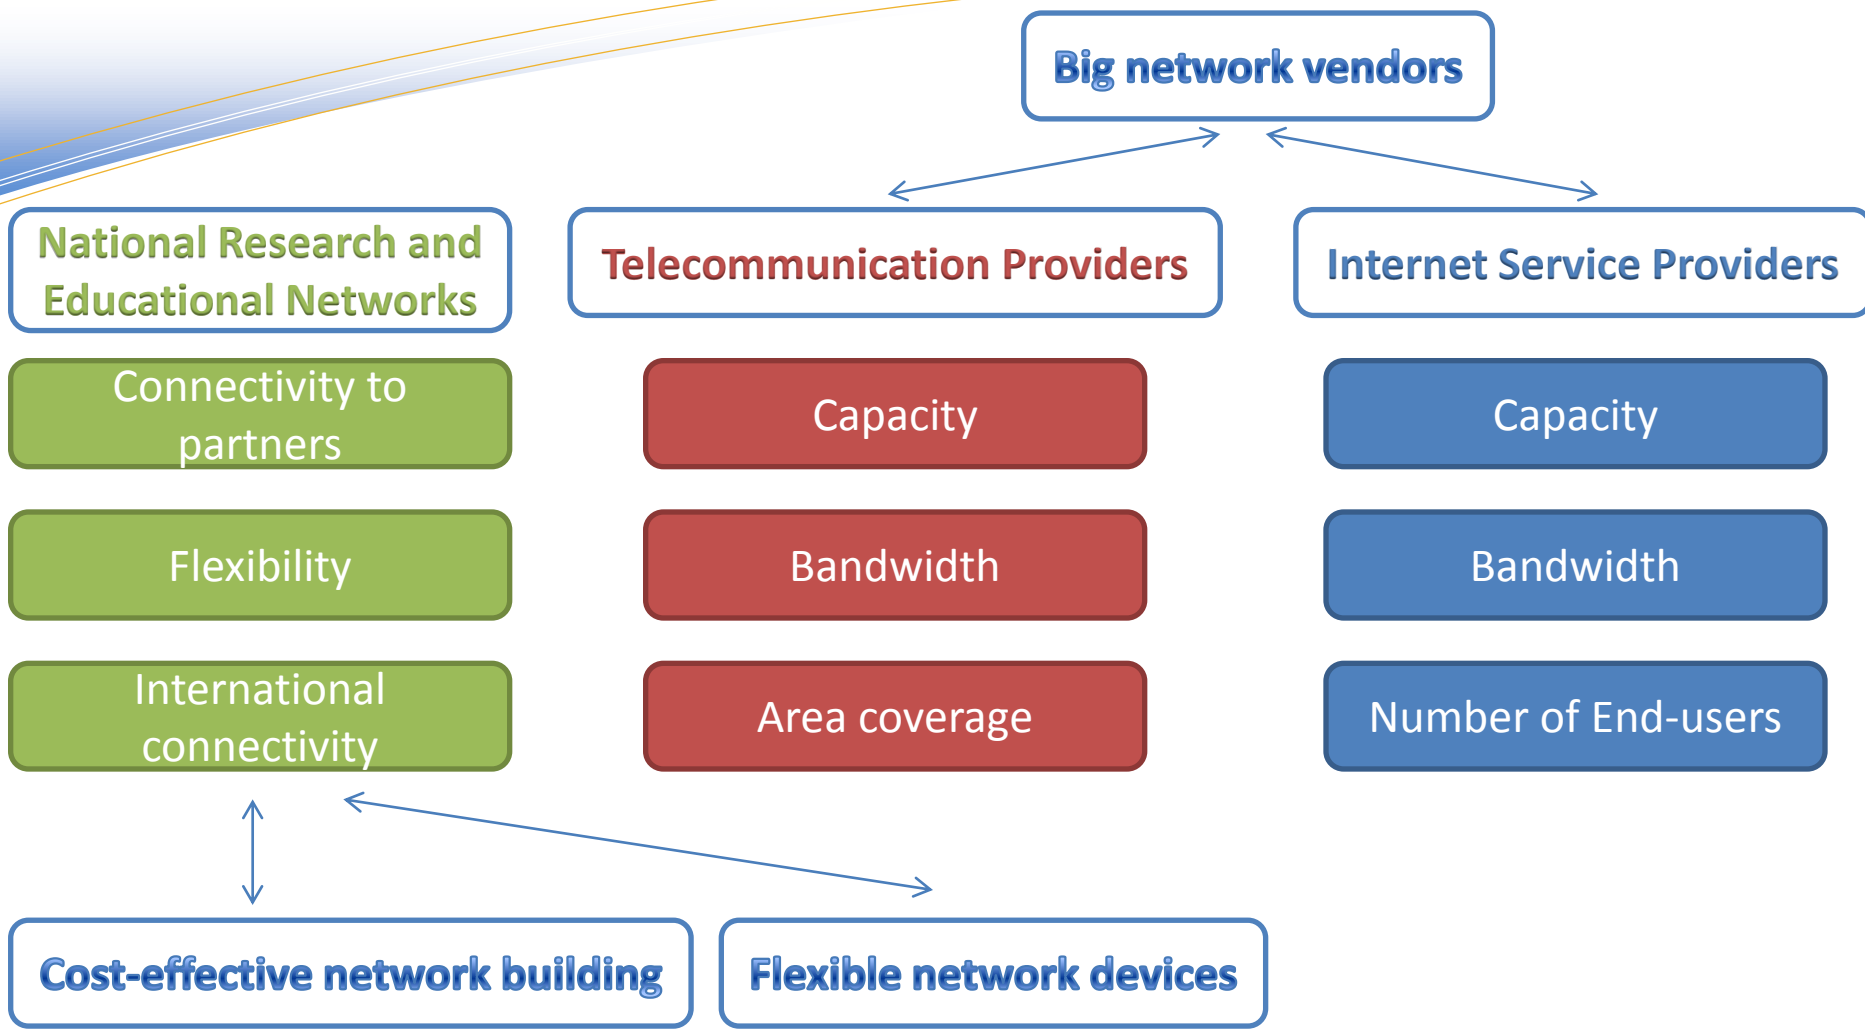 Big network vendors
National Research and
Educational Networks
Telecommunication Providers
Internet Service Providers
Connectivity to
partners
Capacity
Capacity
Flexibility
Bandwidth
Bandwidth
International
connectivity
Area coverage
Number of End-users
Cost-effective network building
Flexible network devices